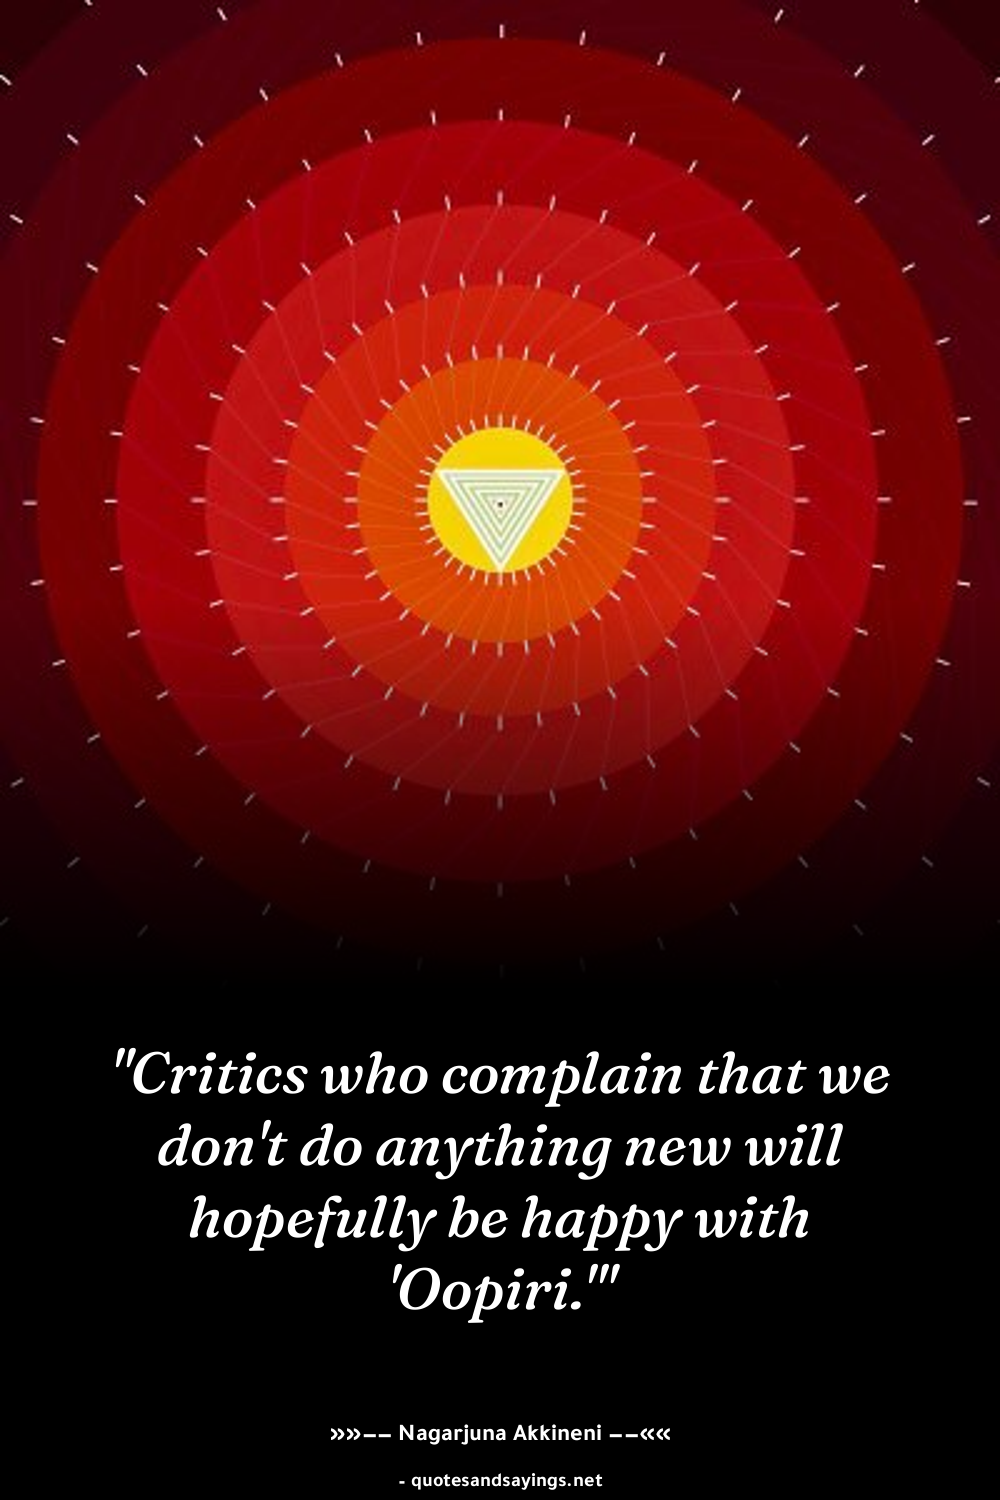 "Critics who complain that we
don't do anything new will
hopefully be happy with
'Oopiri.'"
»»−− Nagarjuna Akkineni −−««
- quotesandsayings.net